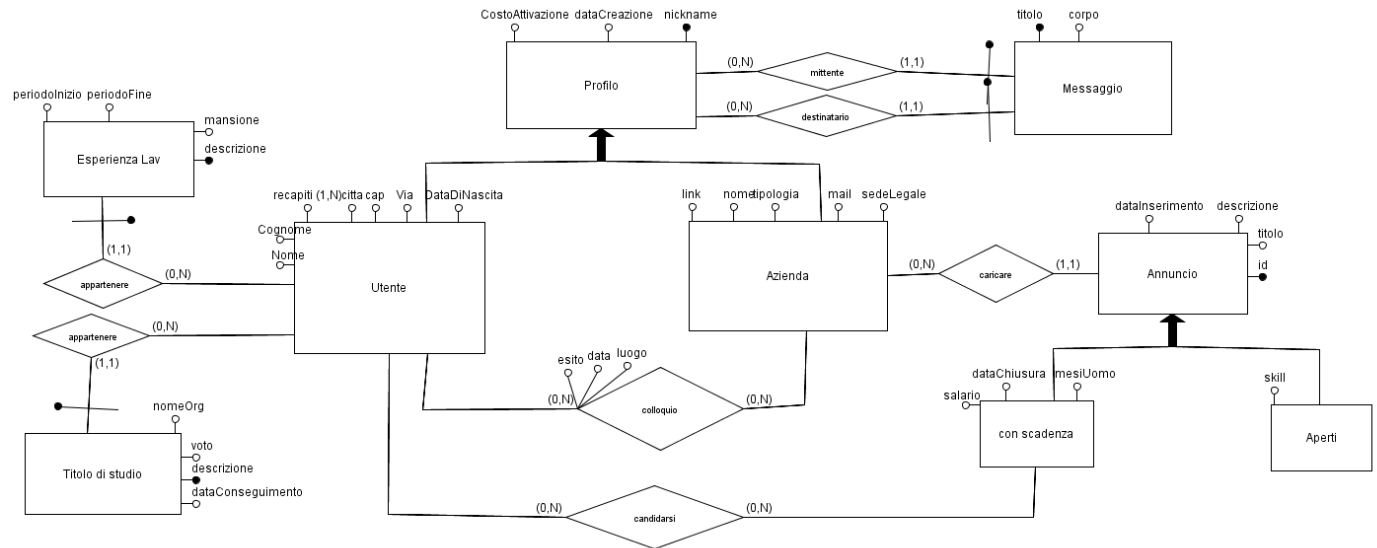 CostoAttivazione dataCreazione nickname
titolo corpo
Profilo
(0,N) mittente (1,1)
(0,N) destinatario (1,1)
Messaggio
periodoInizio periodoFine
mansione
descrizione
Esperienza Lav
recapiti (1,N) citta cap Via DataDiNascita
Cognome
Nome
Utente
link nome tipologia mail sedeLegale
Azienda
(0,N) caricare (1,1)
dataInserimento descrizione
titolo
id
Annuncio
(1,1)
appartenere (0,N)
appartenere (0,N)
(1,1)
nomeOrg
voto
descrizione
dataConseguimento
Titolo di studio
esito data luogo
(0,N) colloquio (0,N)
dataChiusura mesiUomo
salario
con scadenza
skill
Aperti
(0,N) candidarsi (0,N)